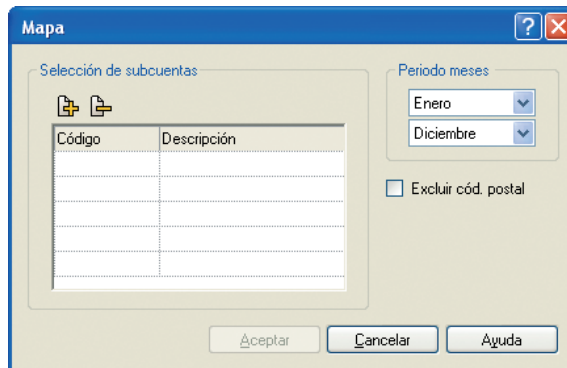 Mapa
Selección de subcuentas
Código Descripción
Periodo meses
Enero
Diciembre
Excluir cód. postal
Aceptar Cancelar Ayuda